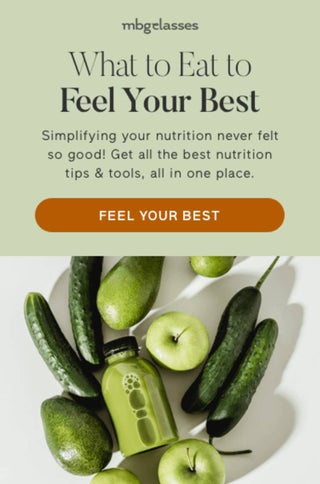 mbgclasses
What to Eat to
Feel Your Best
Simplifying your nutrition never felt
so good! Get all the best nutrition
tips & tools, all in one place.
FEEL YOUR BEST